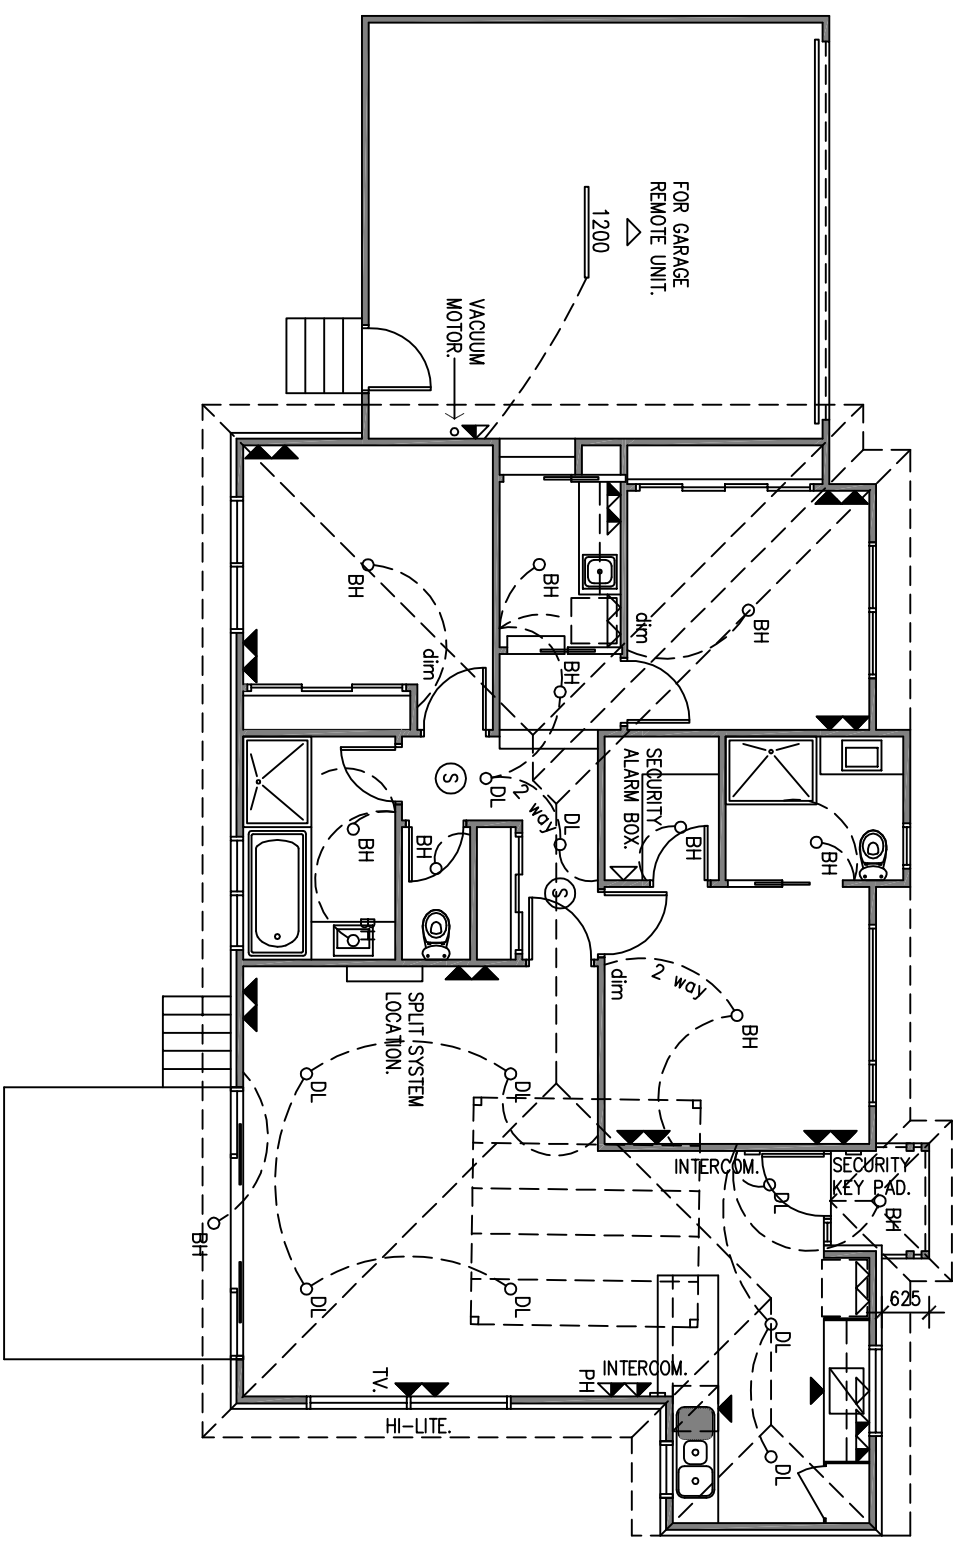 FOR GARAGE
REMOTE UNIT.
1200
VACUUM
MOTOR.
BH
dim
BH
BH
dim
BH
S
DL
2 way
DL
SECURITY
ALARM BOX.
BH
BH
BH
BH
BH
S
dim
2 way
BH
SPLIT SYSTEM
LOCATION.
DL
DL
INTERCOM.
DL
SECURITY
KEY PAD.
BH
BH
DL
DL
625
DL
INTERCOM.
PH
TV.
HI-LITE.
DL